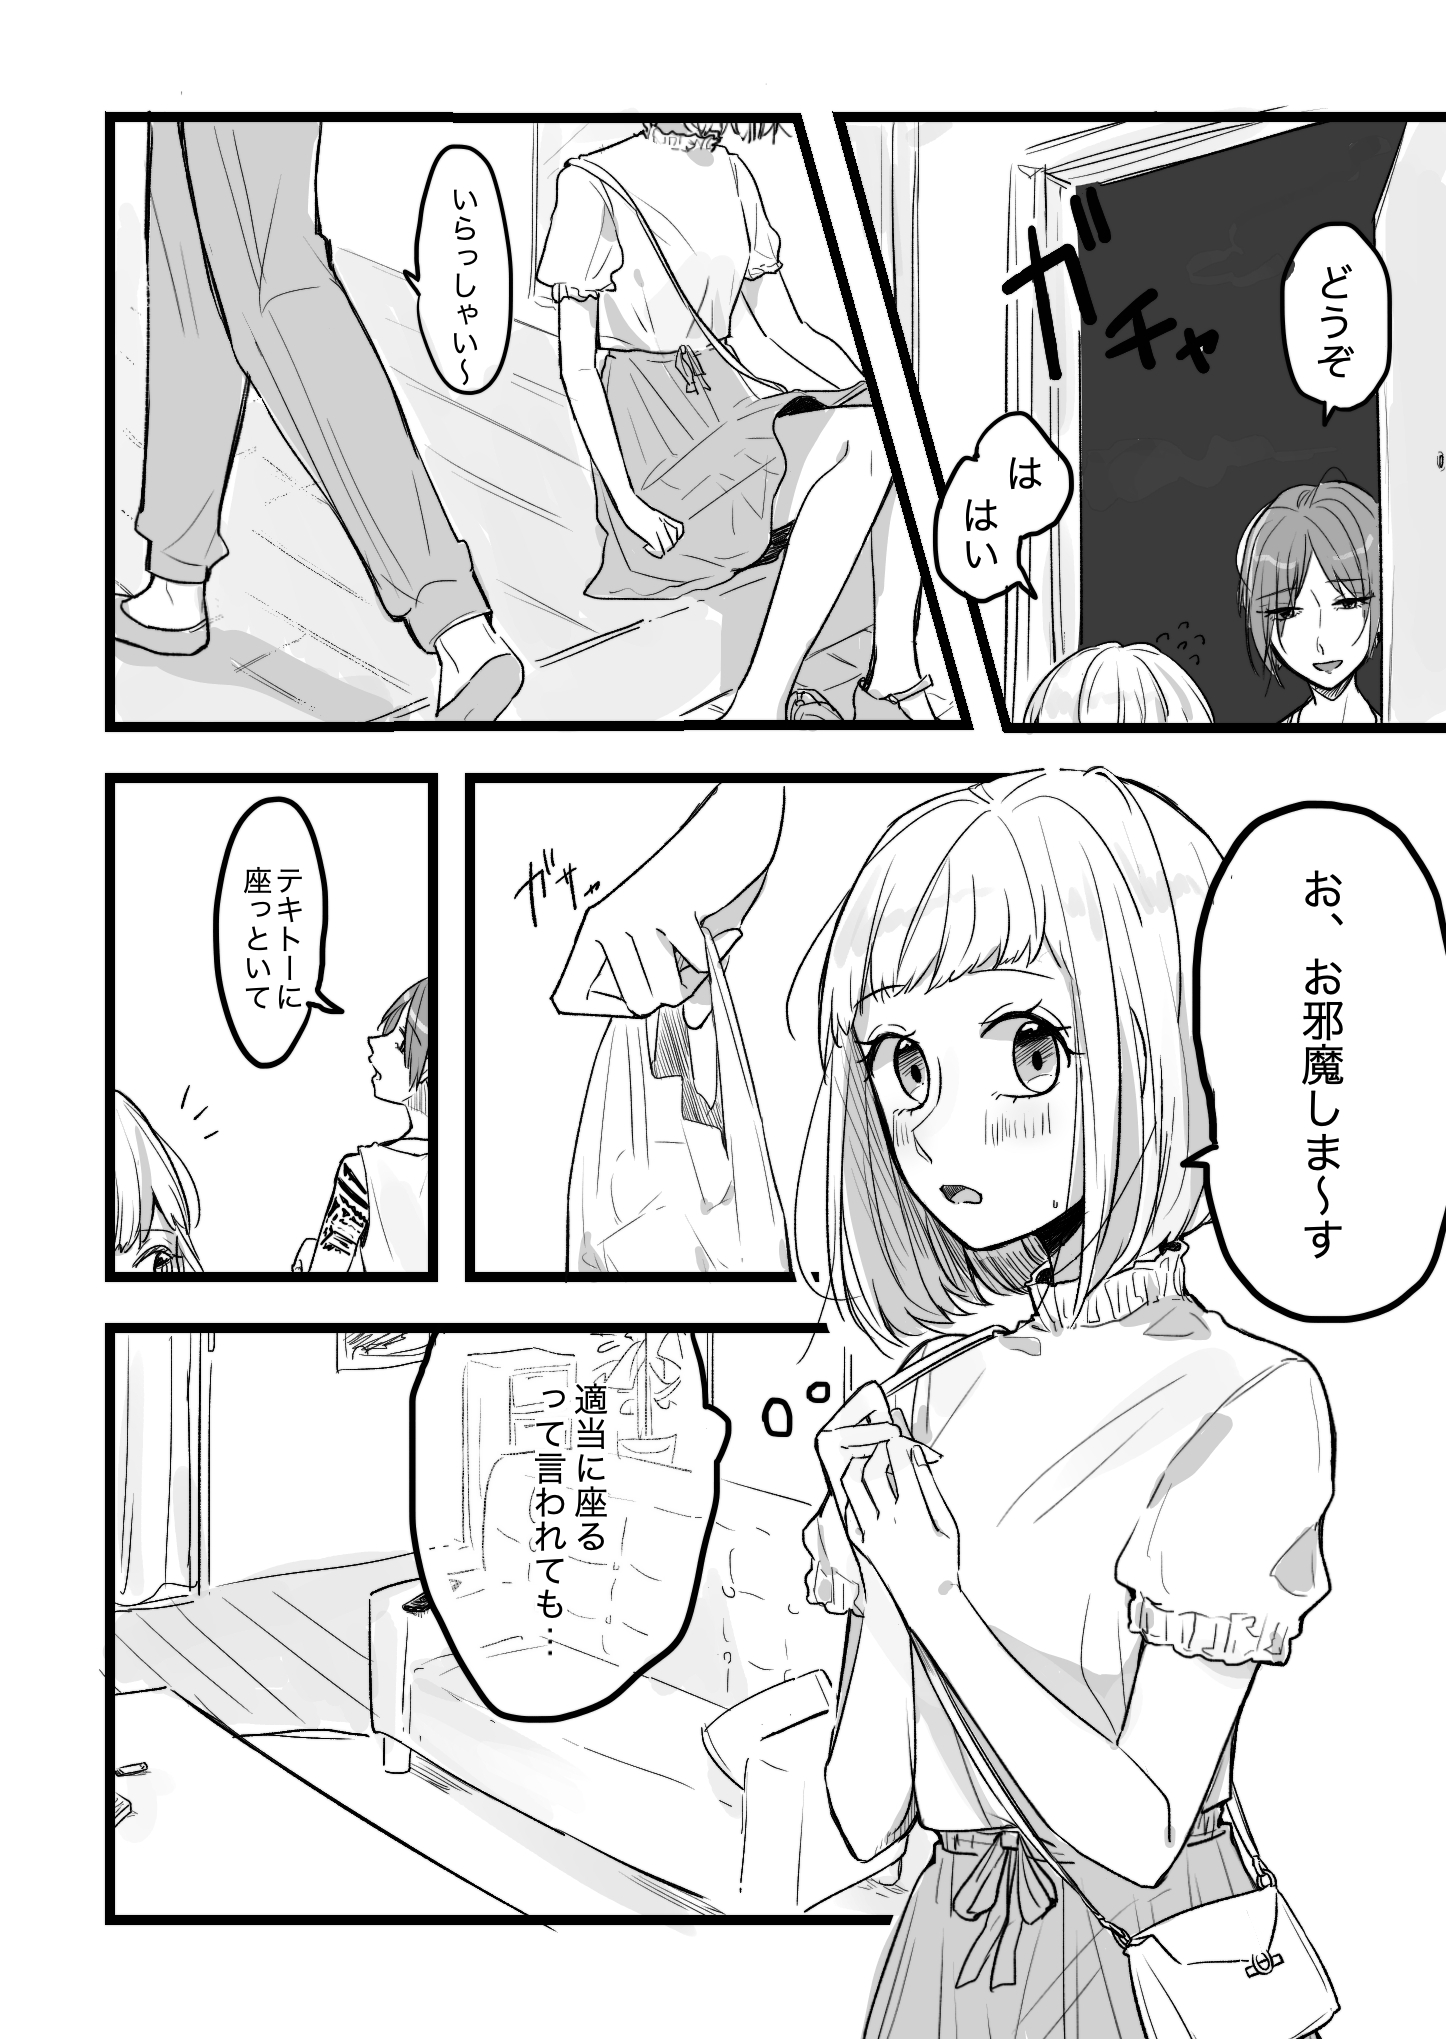 どうぞ
ガチャ
は
はい
いらっしゃい～
お、お邪魔しま～す
ガサャ
テキトーに
座っといて
適当に座る
って言われても…